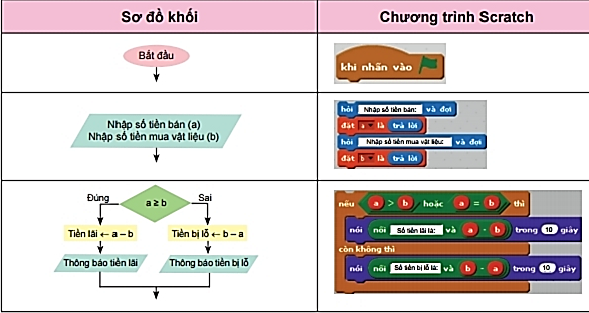 Sơ đồ khối
Chương trình Scratch
Bắt đầu
khi nhấn vào
Nhập số tiền bán (a)
Nhập số tiền mua vật liệu (b)
hỏi Nhập số tiền bán: và đợi
đặt a là trả lời
hỏi Nhập số tiền mua vật liệu: và đợi
đặt b là trả lời
Đúng a ≥ b Sai
Tiền lãi ← a – b Tiền bị lỗ ← b – a
Thông báo tiền lãi Thông báo tiền bị lỗ
nếu a > b hoặc a = b thì
nói nối Số tiền lãi là: và a - b trong 10 giây
còn không thì
nói nối Số tiền bị lỗ là: và b - a trong 10 giây